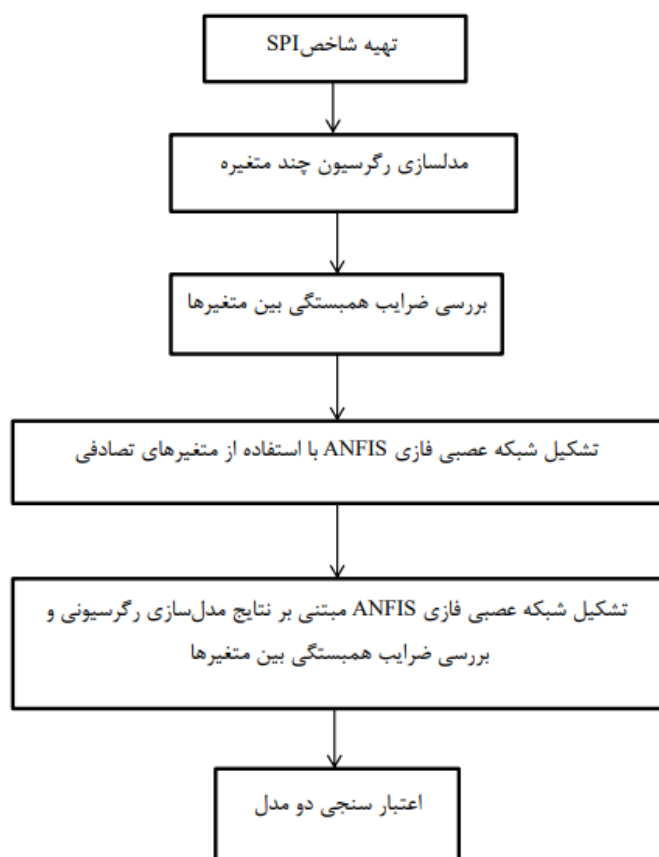 تهیه شاخصSPI
مدلسازی رگرسیون چند متغیره
بررسی ضرایب همبستگی بین متغیرها
تشکیل شبکه عصبی فازی ANFIS با استفاده از متغیرهای تصادفی
تشکیل شبکه عصبی فازی ANFIS مبتنی بر نتایج مدل‌سازی رگرسیونی و
بررسی ضرایب همبستگی بین متغیرها
اعتبار سنجی دو مدل